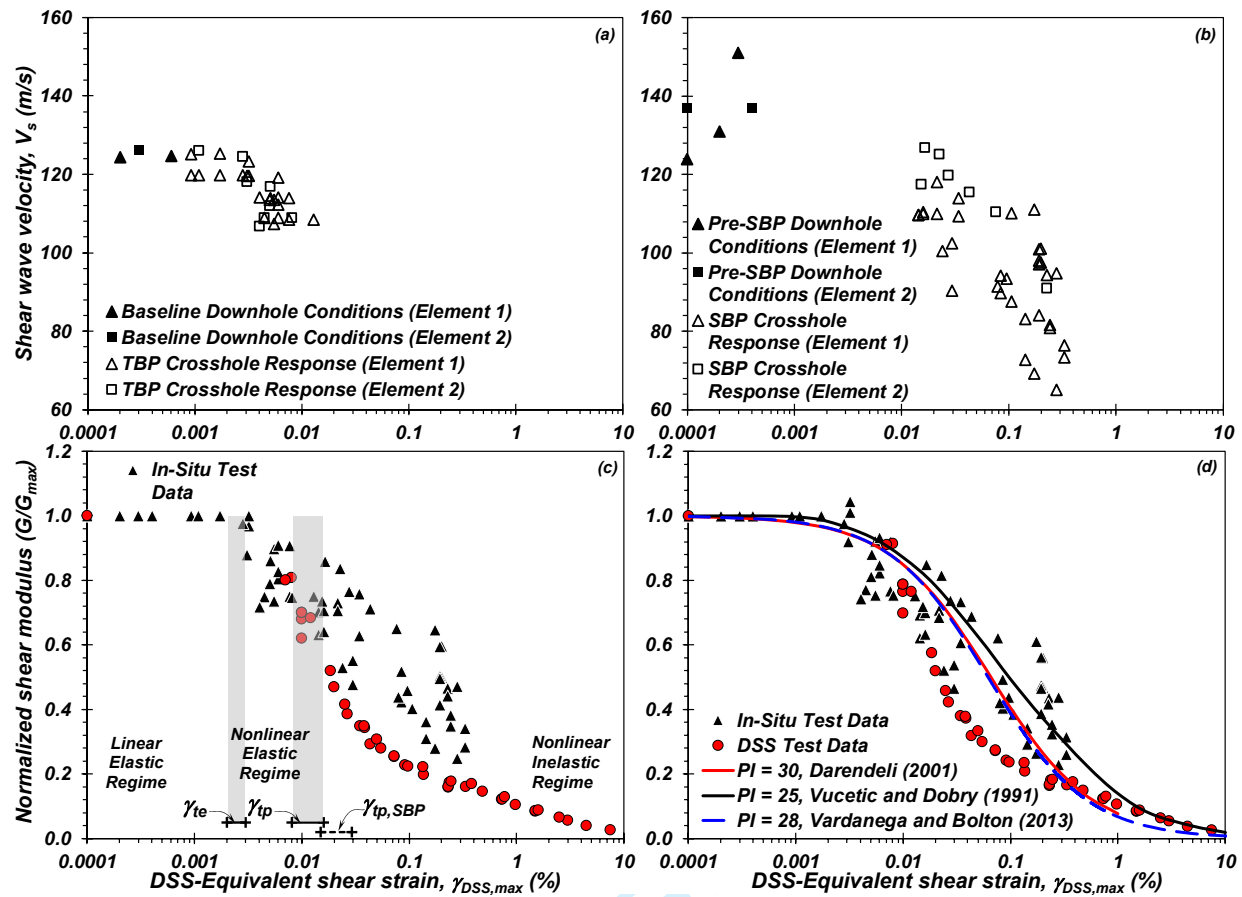 160
140
120
100
80
60
Shear wave velocity, Vs (m/s)
(a)
Baseline Downhole Conditions (Element 1)
Baseline Downhole Conditions (Element 2)
TBP Crosshole Response (Element 1)
TBP Crosshole Response (Element 2)
0.0001 0.001 0.01 0.1 1 10
160
140
120
100
80
60
(b)
Pre-SBP Downhole
Conditions (Element 1)
Pre-SBP Downhole
Conditions (Element 2)
SBP Crosshole
Response (Element 1)
SBP Crosshole
Response (Element 2)
0.0001 0.001 0.01 0.1 1 10
1.2
1.0
0.8
0.6
0.4
0.2
0.0
Normalized shear modulus (G/Gmax)
(c)
In-Situ Test
Data
Linear
Elastic
Regime
Nonlinear
Elastic
Regime
Nonlinear
Inelastic
Regime
γte
γtp
γtp,SBP
0.0001 0.001 0.01 0.1 1 10
DSS-Equivalent shear strain, γDSS,max (%)
1.2
1.0
0.8
0.6
0.4
0.2
0.0
(d)
In-Situ Test Data
DSS Test Data
PI = 30, Darendeli (2001)
PI = 25, Vucetic and Dobry (1991)
PI = 28, Vardanega and Bolton (2013)
0.0001 0.001 0.01 0.1 1 10
DSS-Equivalent shear strain, γDSS,max (%)